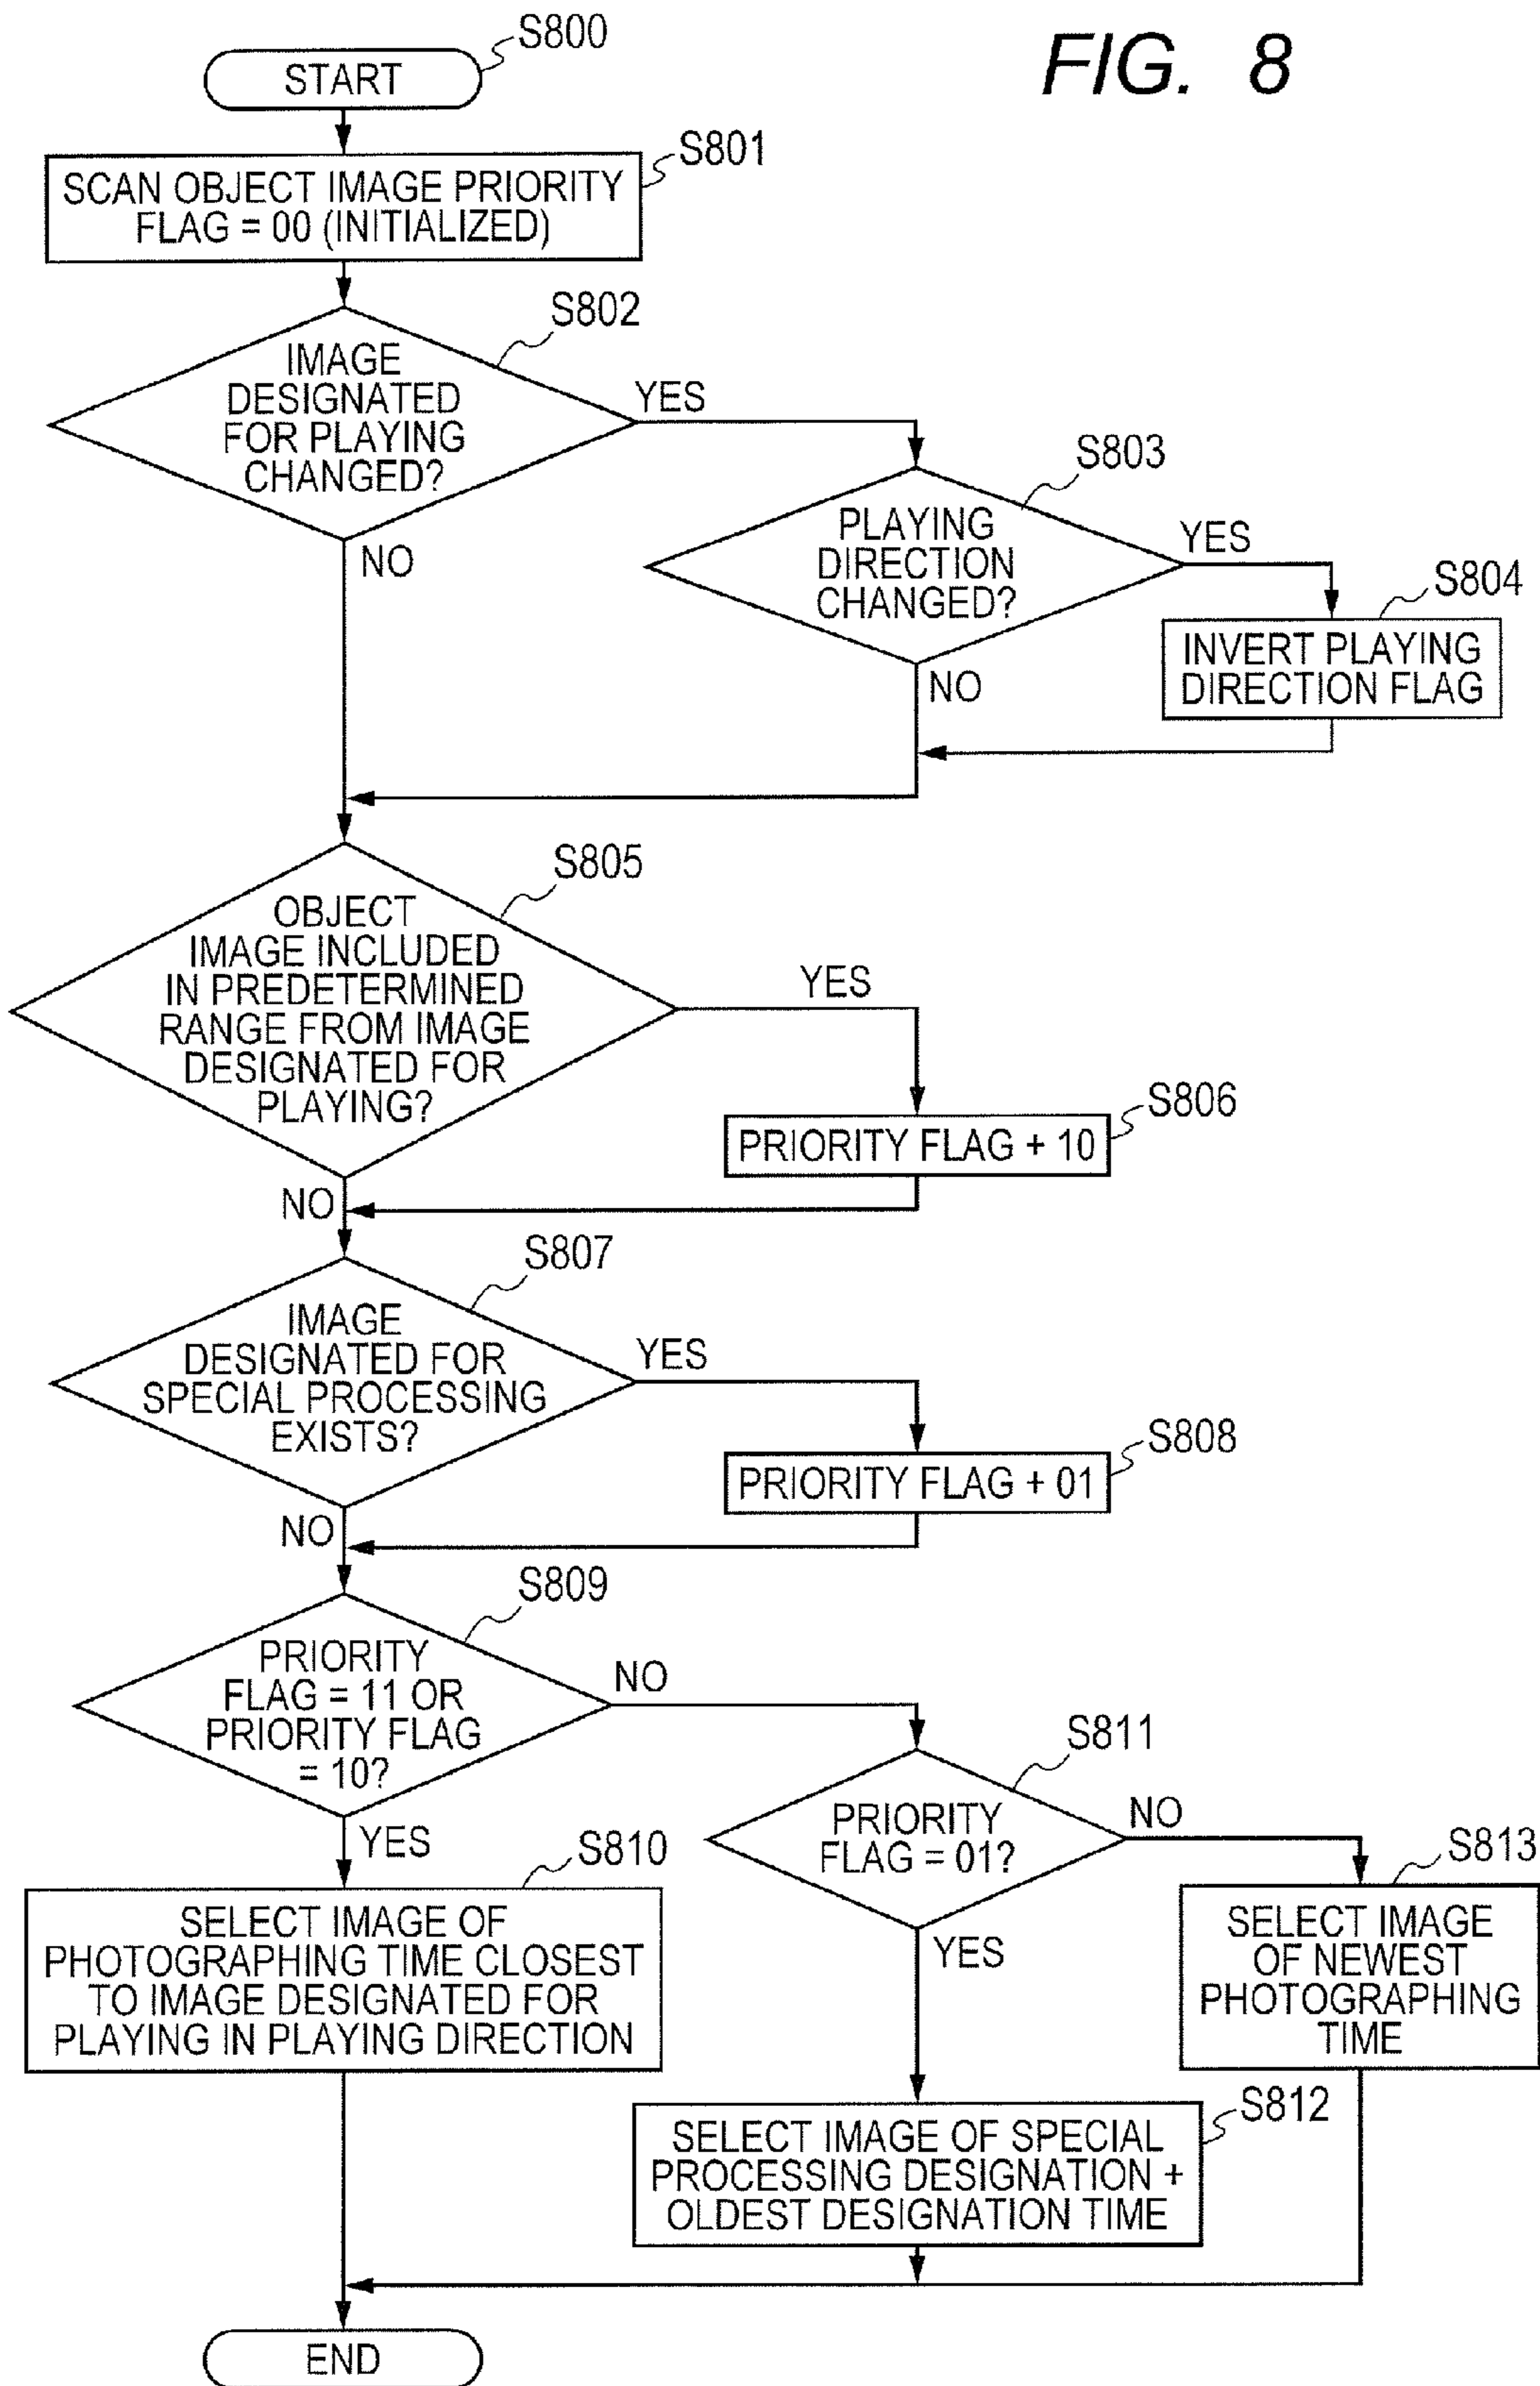 FIG. 8
S800
START
S801
SCAN OBJECT IMAGE PRIORITY
FLAG = 00 (INITIALIZED)
S802
IMAGE
DESIGNATED
FOR PLAYING
CHANGED?
YES
NO
S803
PLAYING
DIRECTION
CHANGED?
YES
NO
S804
INVERT PLAYING
DIRECTION FLAG
S805
OBJECT
IMAGE INCLUDED
IN PREDETERMINED
RANGE FROM IMAGE
DESIGNATED FOR
PLAYING?
YES
NO
S806
PRIORITY FLAG + 10
S807
IMAGE
DESIGNATED FOR
SPECIAL PROCESSING
EXISTS?
YES
NO
S808
PRIORITY FLAG + 01
S809
PRIORITY
FLAG = 11 OR
PRIORITY FLAG
= 10?
NO
YES
S810
SELECT IMAGE OF
PHOTOGRAPHING TIME CLOSEST
TO IMAGE DESIGNATED FOR
PLAYING IN PLAYING DIRECTION
S811
PRIORITY
FLAG = 01?
NO
YES
S813
SELECT IMAGE
OF NEWEST
PHOTOGRAPHING
TIME
S812
SELECT IMAGE OF SPECIAL
PROCESSING DESIGNATION +
OLDEST DESIGNATION TIME
END